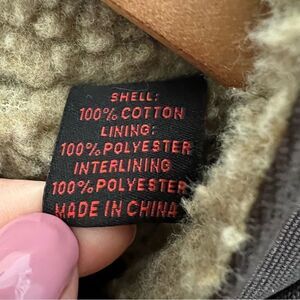 SHELL:
100% COTTON
LINING:
100% POLYESTER
INTERLINING
100% POLYESTER
MADE IN CHINA